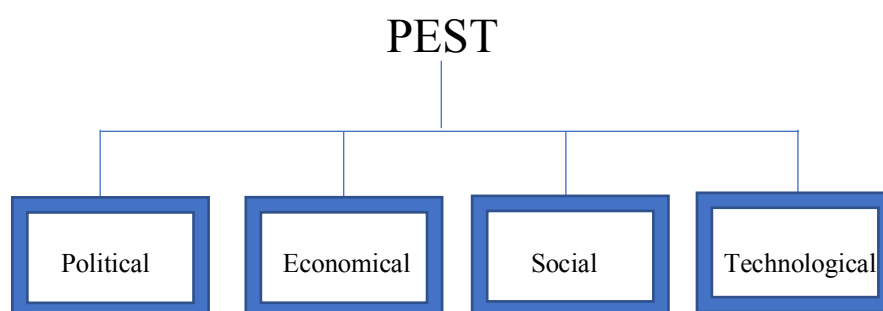 PEST
Political
Economical
Social
Technological